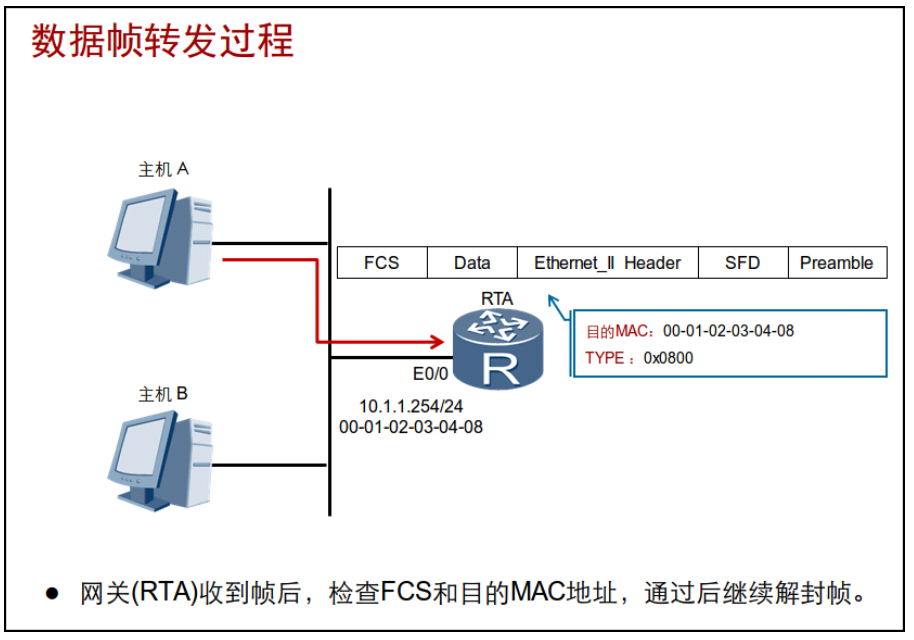 数据帧转发过程
主机 A
FCS Data Ethernet_II Header SFD Preamble
RTA
目的MAC：00-01-02-03-04-08
TYPE：0x0800
R
E0/0
主机 B
10.1.1.254/24
00-01-02-03-04-08
● 网关(RTA)收到帧后，检查FCS和目的MAC地址，通过后继续解封帧。